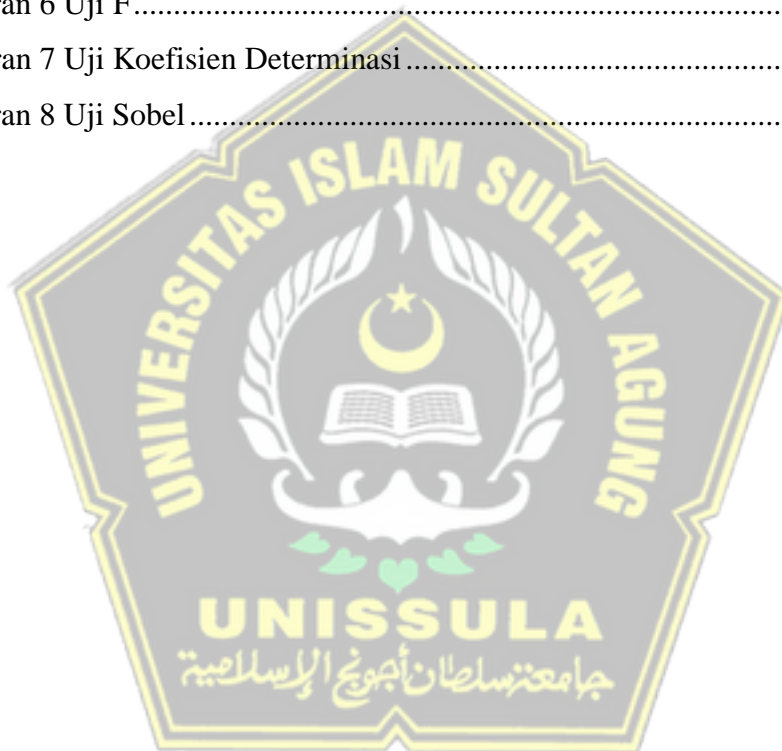 ran 6 Uji F....................................................................................
ran 7 Uji Koefisien Determinasi..................................................
ran 8 Uji Sobel..............................................................................
UNIVERSITAS ISLAM SULTAN AGUNG
UNISSULA
جامعة سلطان أجونج الإسلامية